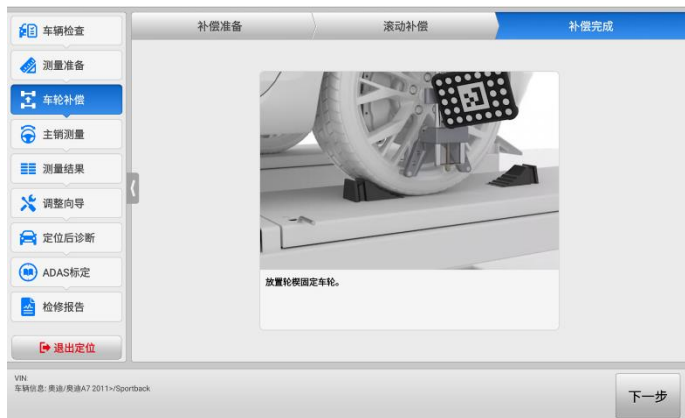 车辆检查
测量准备
车轮补偿
主销测量
测量结果
调整向导
定位后诊断
ADAS标定
检修报告
退出定位
补偿准备
滚动补偿
补偿完成
放置轮楔固定车轮。
VIN:
车辆信息: 奥迪/奥迪A7 2011>/Sportback
下一步